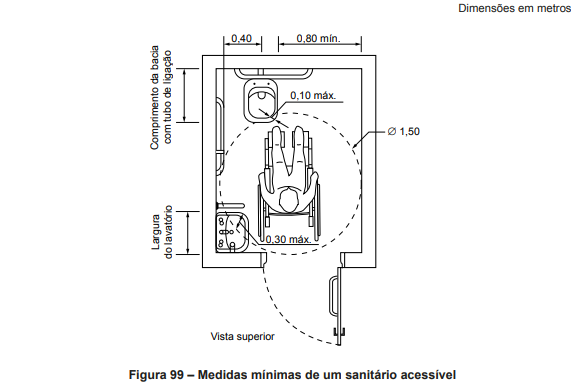 Dimensões em metros
0,40
0,80 mín.
Comprimento da bacia
com tubo de ligação
0,10 máx.
Ø 1,50
Largura
do lavatório
0,30 máx.
Vista superior
Figura 99 – Medidas mínimas de um sanitário acessível